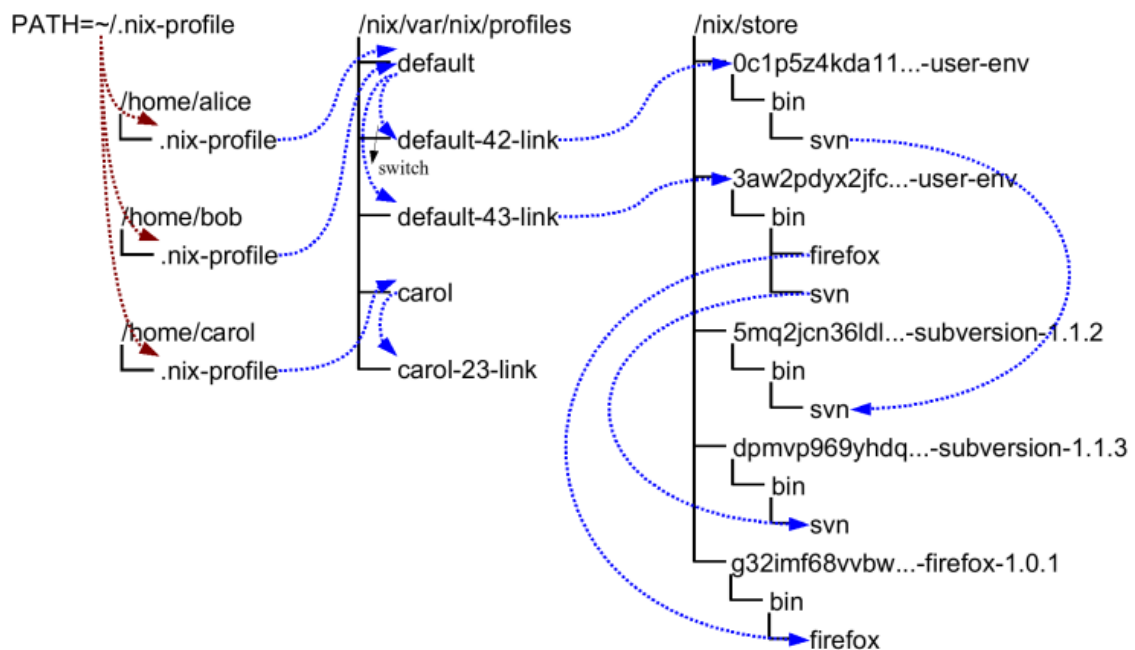 PATH=~/.nix-profile
/home/alice
.nix-profile
/home/bob
.nix-profile
/home/carol
.nix-profile
/nix/var/nix/profiles
default
default-42-link
switch
default-43-link
carol
carol-23-link
/nix/store
0c1p5z4kda11...-user-env
bin
svn
3aw2pdyx2jfc...-user-env
bin
firefox
svn
5mq2jcn36ldl...-subversion-1.1.2
bin
svn
dpmvp969yhdq...-subversion-1.1.3
bin
svn
g32imf68vvbw...-firefox-1.0.1
bin
firefox